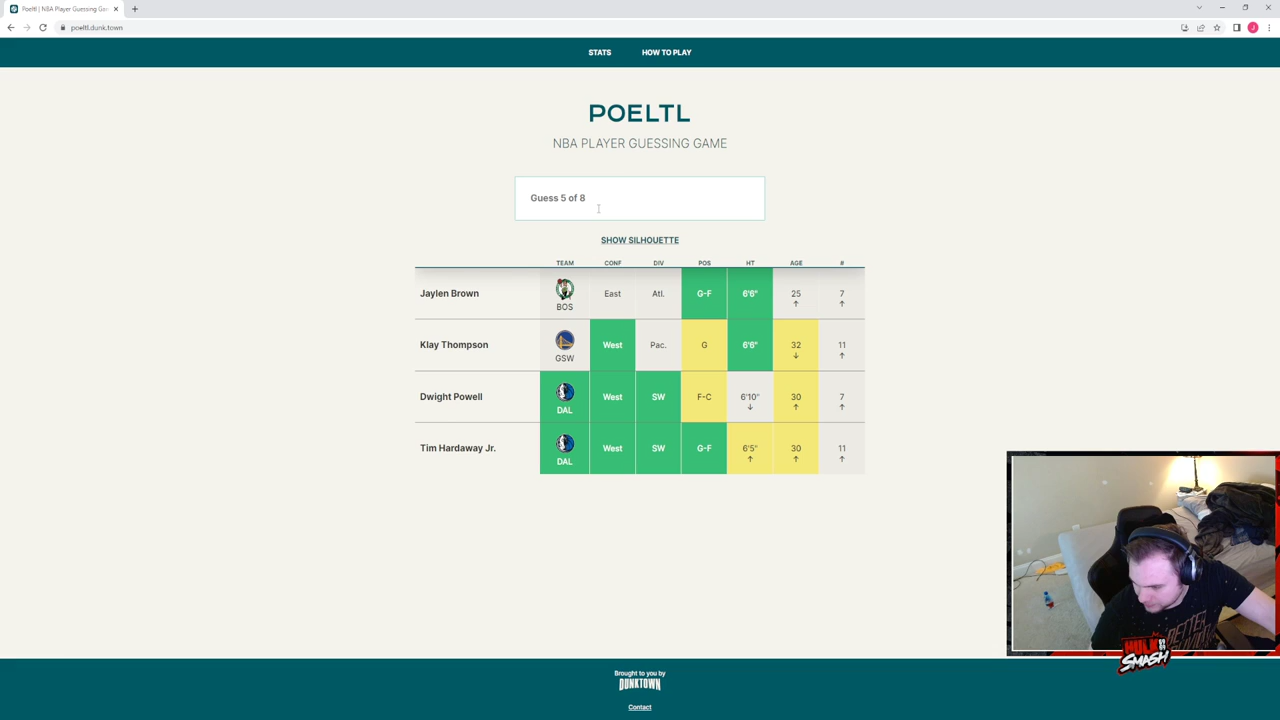 Poeltl | NBA Player Guessing Ga
poeltl.dunk.town
STATS HOW TO PLAY
POELTL
NBA PLAYER GUESSING GAME
Guess 5 of 8
SHOW SILHOUETTE
TEAM CONF DIV POS HT AGE #
Jaylen Brown BOS East Atl. G-F 6'6" 25 ↑ 7 ↑
Klay Thompson GSW West Pac. G 6'6" 32 ↓ 11 ↑
Dwight Powell DAL West SW F-C 6'10" ↓ 30 ↑ 7 ↑
Tim Hardaway Jr. DAL West SW G-F 6'5" ↑ 30 ↑ 11 ↑
HULK
SMASH
Brought to you by
DUNKTOWN
Contact